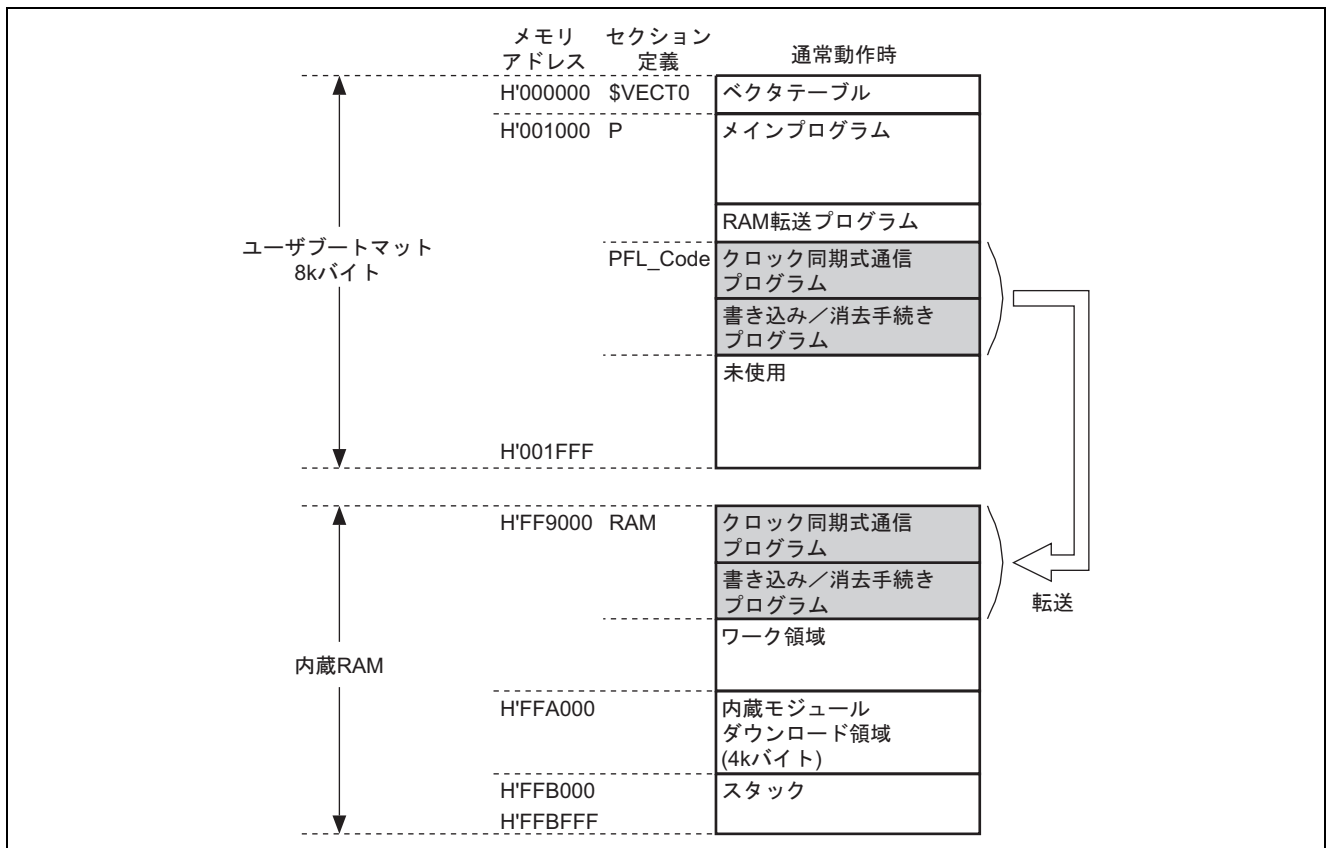 メモリ セクション
アドレス 定義 通常動作時
H'000000 $VECT0 ベクタテーブル
H'001000 P メインプログラム
RAM転送プログラム
ユーザブートマット
8kバイト
PFL_Code クロック同期式通信
プログラム
書き込み／消去手続き
プログラム
未使用
H'001FFF
H'FF9000 RAM クロック同期式通信
プログラム
書き込み／消去手続き
プログラム
転送
ワーク領域
内蔵RAM
H'FFA000 内蔵モジュール
ダウンロード領域
(4kバイト)
H'FFB000 スタック
H'FFBFFF